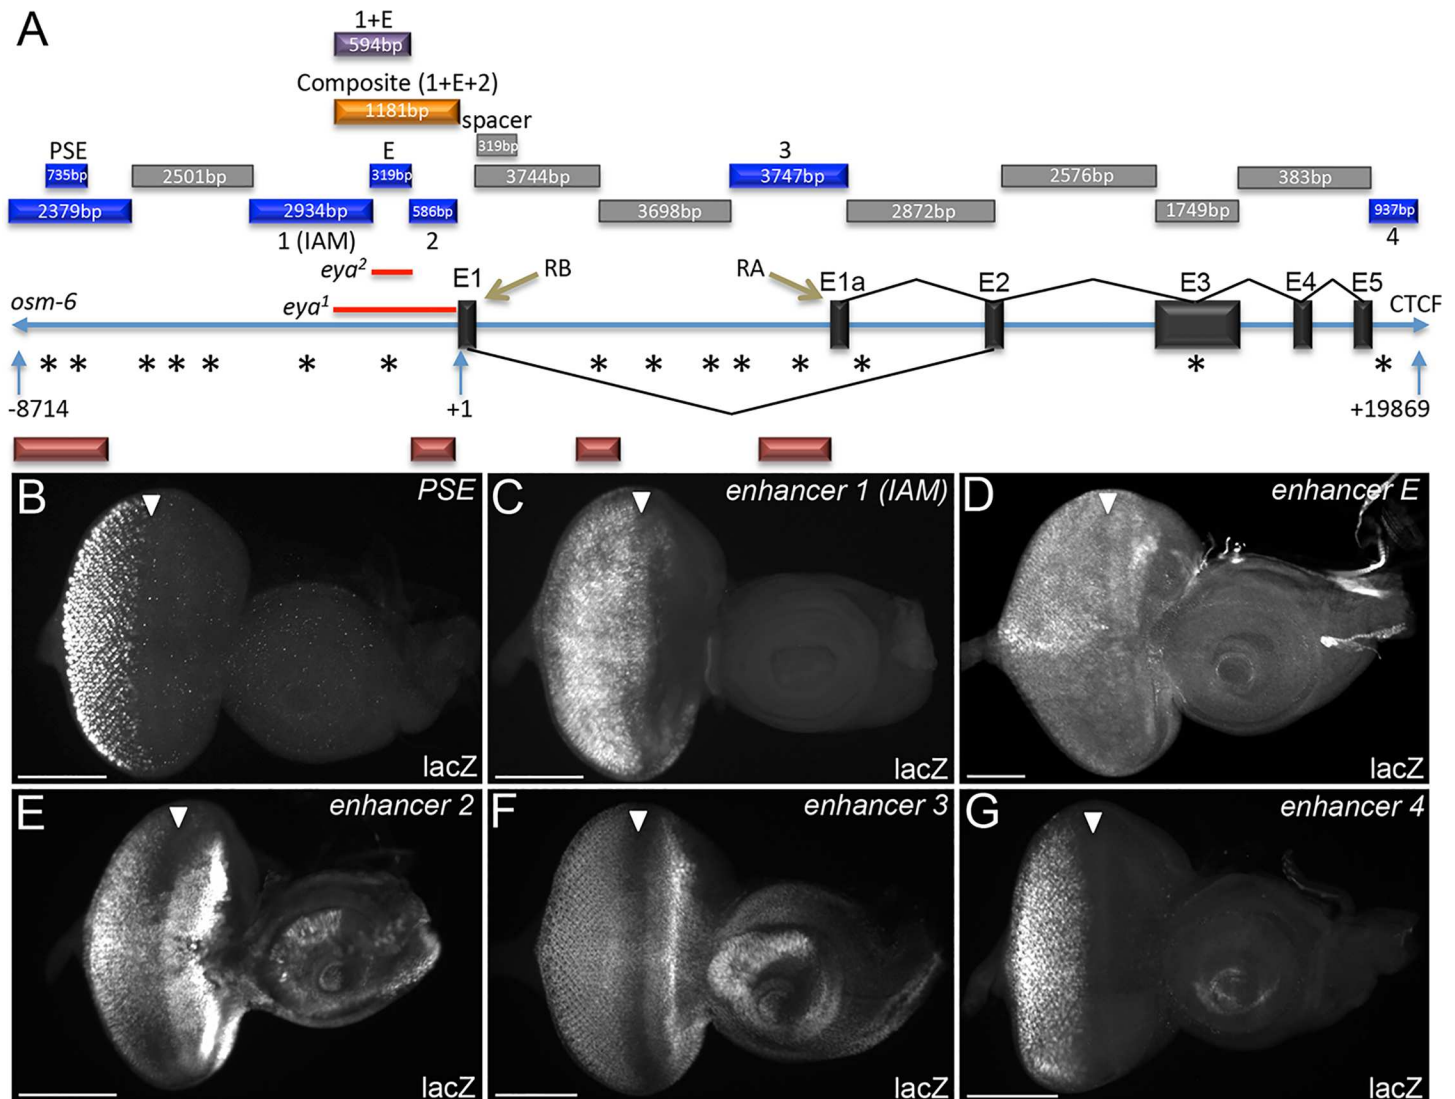 A
1+E
594bp
Composite (1+E+2)
1181bp
spacer
319bp
PSE
E
3
735bp
2501bp
319bp
3744bp
3747bp
2576bp
383bp
2379bp
2934bp
586bp
3698bp
2872bp
1749bp
937bp
1 (IAM)
2
4
eya2
RB
RA
E1
E1a
E2
E3
E4
E5
osm-6
eya1
CTCF
* * * * * * * * * * * * * * *
-8714
+1
+19869
B
PSE
lacZ
C
enhancer 1 (IAM)
lacZ
D
enhancer E
lacZ
E
enhancer 2
lacZ
F
enhancer 3
lacZ
G
enhancer 4
lacZ